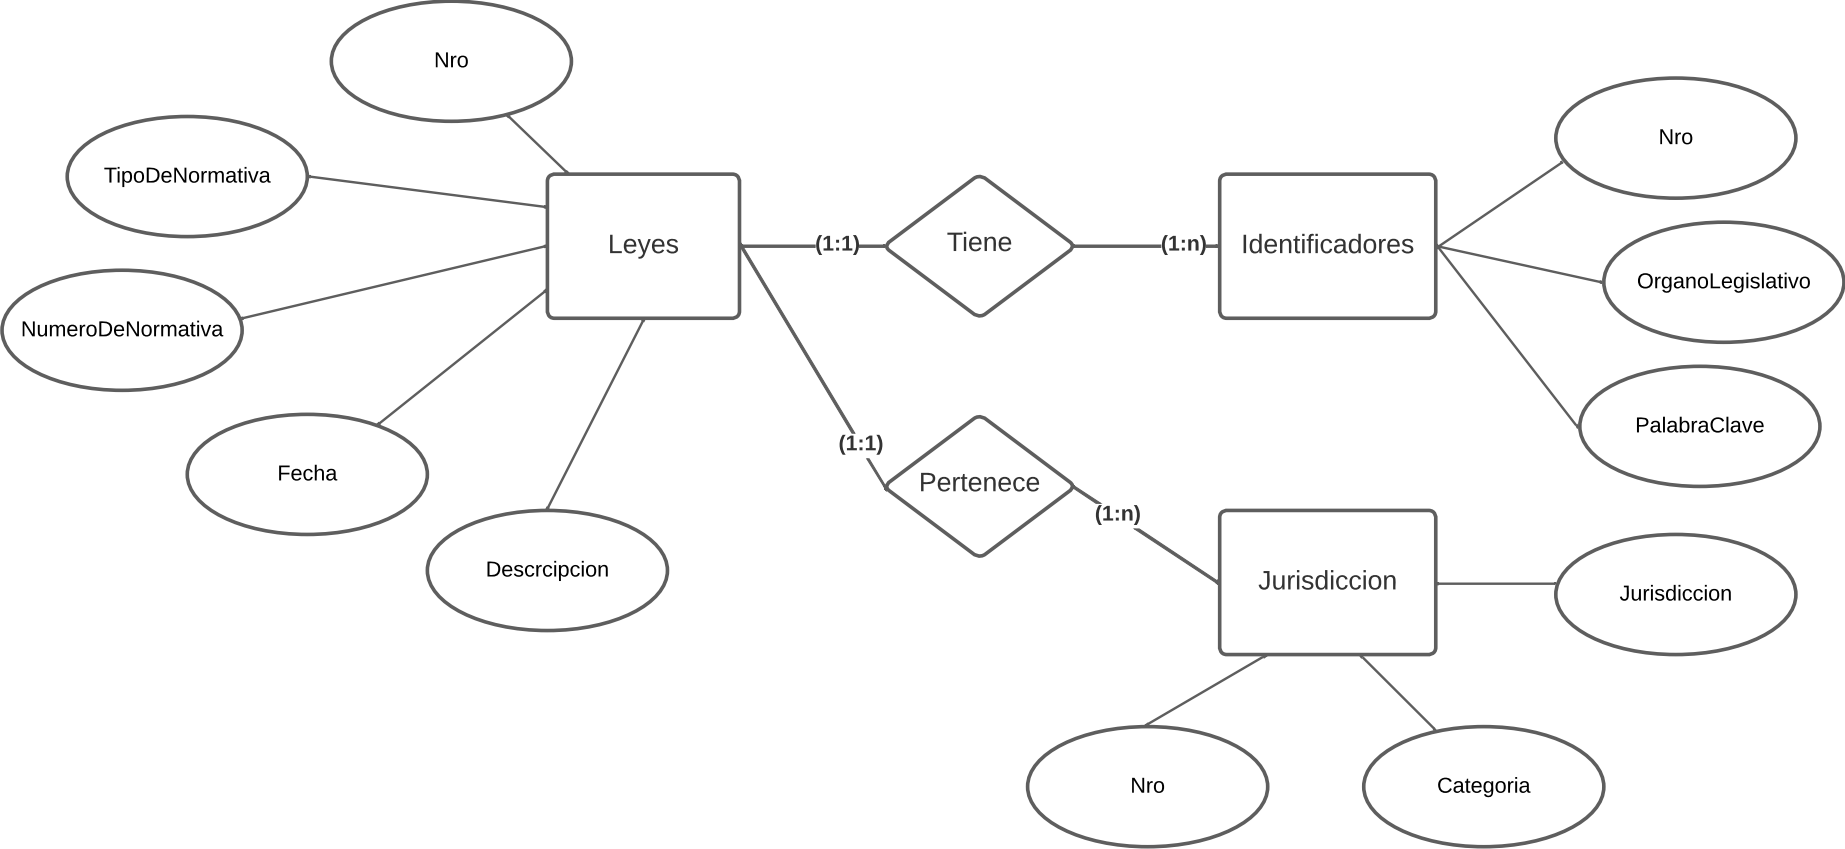 Nro
TipoDeNormativa
NumeroDeNormativa
Fecha
Descrcipcion
Leyes
(1:1)
Tiene
(1:n)
Identificadores
Nro
OrganoLegislativo
PalabraClave
(1:1)
Pertenece
(1:n)
Jurisdiccion
Jurisdiccion
Nro
Categoria